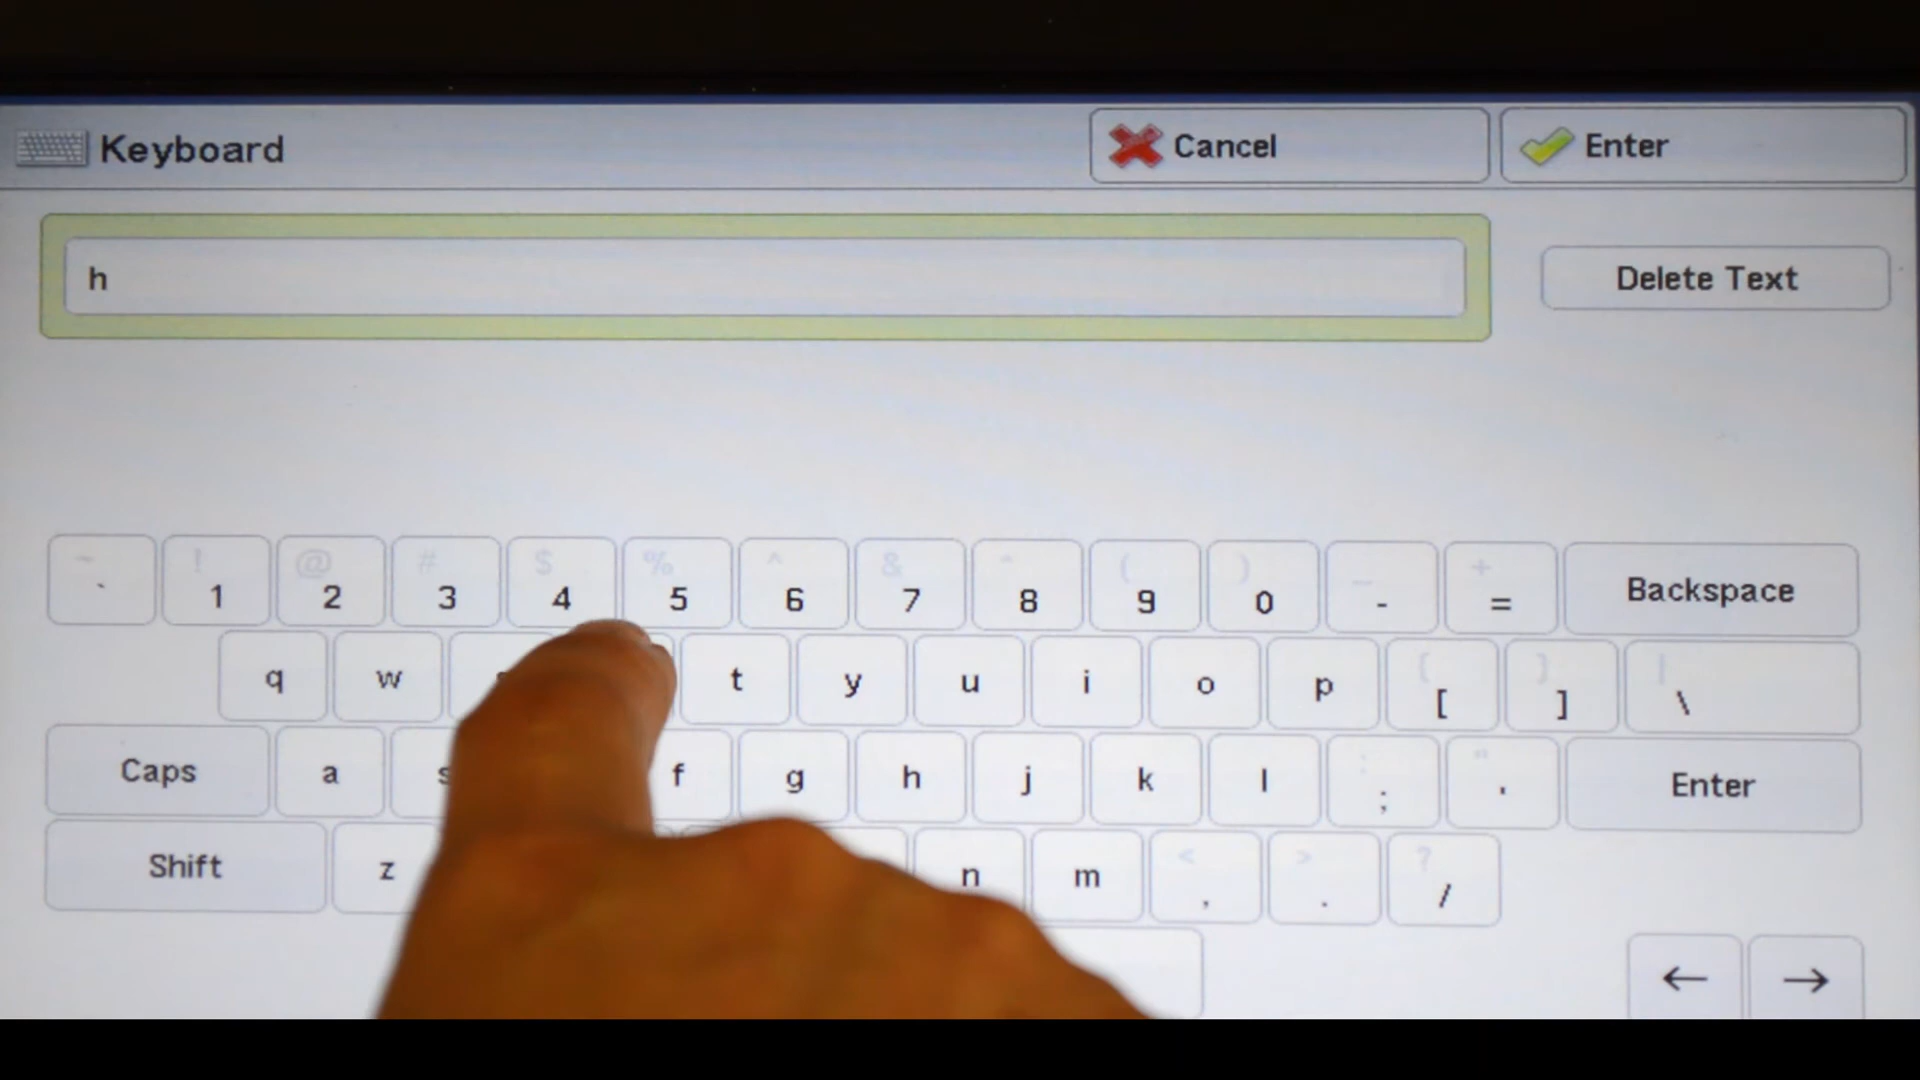 Keyboard Cancel Enter
h Delete Text
~ ! @ # $ % ^ & ( ) _ +
` 1 2 3 4 5 6 7 8 9 0 - = Backspace
q w t y u i o p { [ } ] | \
Caps a s f g h j k l : ; " ' Enter
Shift z n m < , > . ? /
← →